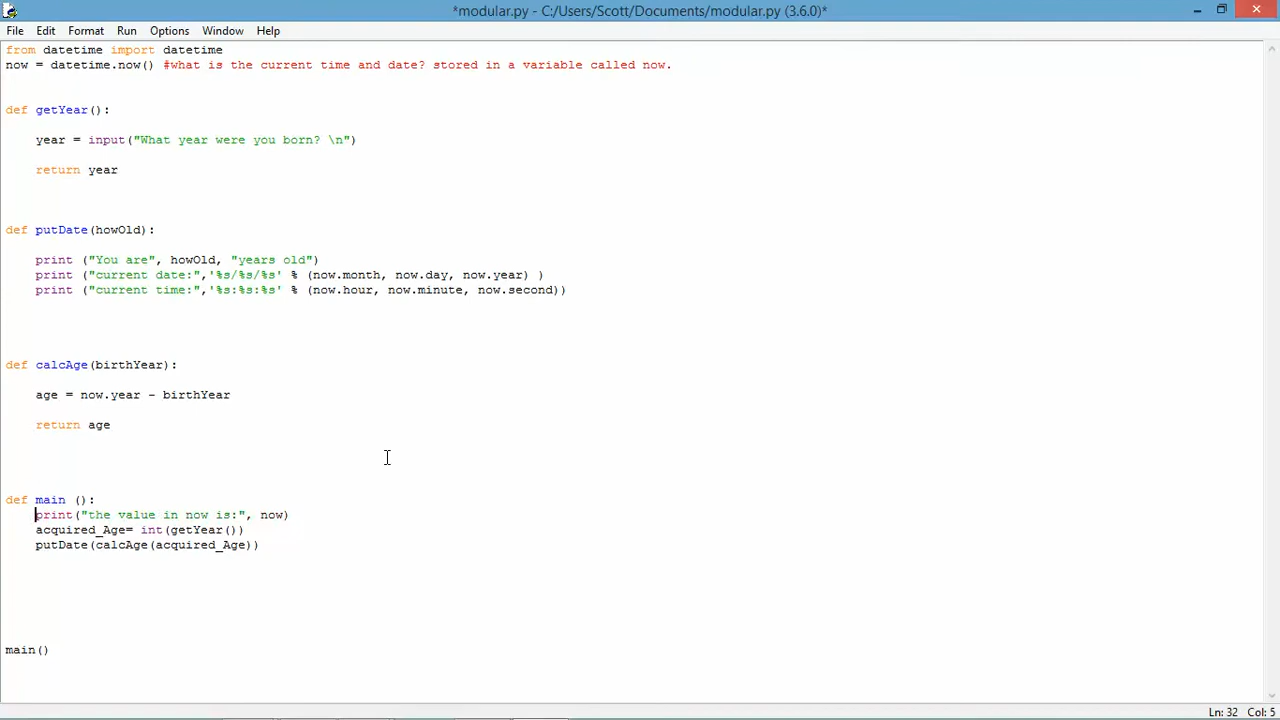 *modular.py - C:/Users/Scott/Documents/modular.py (3.6.0)*
File Edit Format Run Options Window Help
from datetime import datetime
now = datetime.now() #what is the current time and date? stored in a variable called now.
def getYear():
year = input("What year were you born? \n")
return year
def putDate(howOld):
print ("You are", howOld, "years old")
print ("current date:",'%s/%s/%s' % (now.month, now.day, now.year) )
print ("current time:",'%s:%s:%s' % (now.hour, now.minute, now.second))
def calcAge(birthYear):
age = now.year - birthYear
return age
def main ():
print("the value in now is:", now)
acquired_Age= int(getYear())
putDate(calcAge(acquired_Age))
main()
Ln: 32 Col: 5